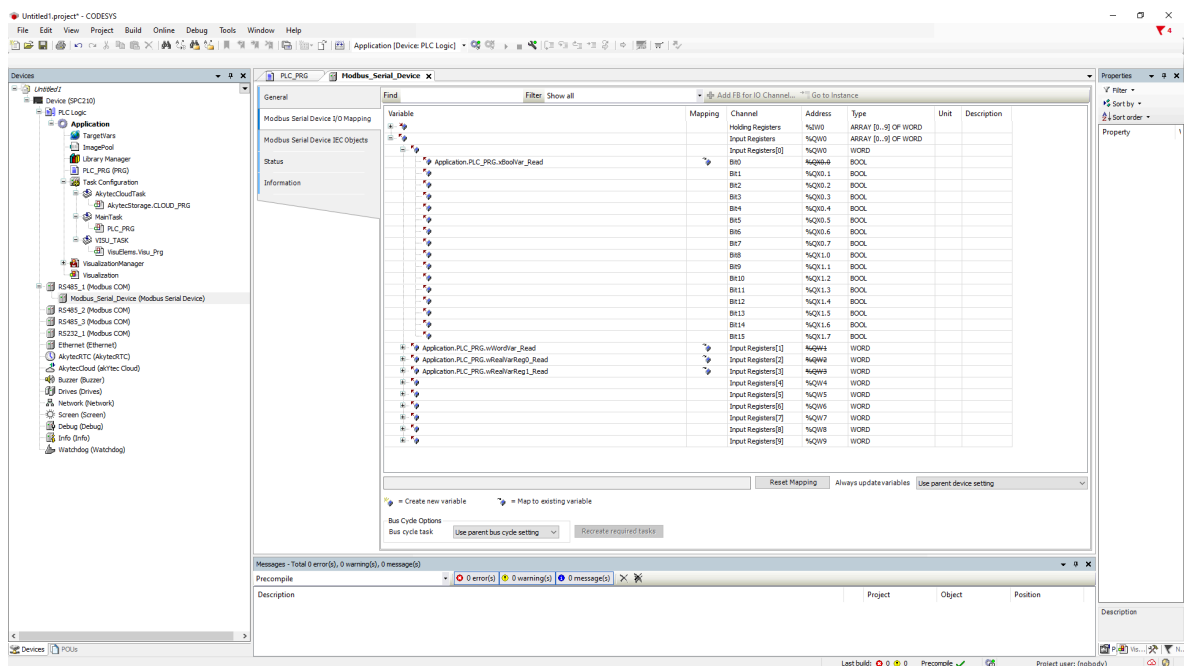 Untitled1.project* - CODESYS
File Edit View Project Build Online Debug Tools Window Help
4
Application [Device: PLC Logic]
Devices
Untitled1
Device (SPC210)
PLC Logic
Application
TargetVars
ImagePool
Library Manager
PLC_PRG (PRG)
Task Configuration
AkytecCloudTask
AkytecStorage.CLOUD_PRG
MainTask
PLC_PRG
VISU_TASK
VisuElems.Visu_Prg
VisualizationManager
Visualization
RS485_1 (Modbus COM)
Modbus_Serial_Device (Modbus Serial Device)
RS485_2 (Modbus COM)
RS485_3 (Modbus COM)
RS232_1 (Modbus COM)
Ethernet (Ethernet)
AkytecRTC (AkytecRTC)
AkytecCloud (akYtec Cloud)
Buzzer (Buzzer)
Drives (Drives)
Network (Network)
Screen (Screen)
Debug (Debug)
Info (Info)
Watchdog (Watchdog)
Devices POUs
PLC_PRG Modbus_Serial_Device
General
Modbus Serial Device I/O Mapping
Modbus Serial Device IEC Objects
Status
Information
Find Filter Show all Add FB for IO Channel... Go to Instance
Variable Mapping Channel Address Type Unit Description
Holding Registers %IW0 ARRAY [0..9] OF WORD
Input Registers %QW0 ARRAY [0..9] OF WORD
Input Registers[0] %QW0 WORD
Application.PLC_PRG.xBoolVar_Read Bit0 %QX0.0 BOOL
Bit1 %QX0.1 BOOL
Bit2 %QX0.2 BOOL
Bit3 %QX0.3 BOOL
Bit4 %QX0.4 BOOL
Bit5 %QX0.5 BOOL
Bit6 %QX0.6 BOOL
Bit7 %QX0.7 BOOL
Bit8 %QX1.0 BOOL
Bit9 %QX1.1 BOOL
Bit10 %QX1.2 BOOL
Bit11 %QX1.3 BOOL
Bit12 %QX1.4 BOOL
Bit13 %QX1.5 BOOL
Bit14 %QX1.6 BOOL
Bit15 %QX1.7 BOOL
Application.PLC_PRG.wWordVar_Read Input Registers[1] %QW1 WORD
Application.PLC_PRG.wRealVarReg0_Read Input Registers[2] %QW2 WORD
Application.PLC_PRG.wRealVarReg1_Read Input Registers[3] %QW3 WORD
Input Registers[4] %QW4 WORD
Input Registers[5] %QW5 WORD
Input Registers[6] %QW6 WORD
Input Registers[7] %QW7 WORD
Input Registers[8] %QW8 WORD
Input Registers[9] %QW9 WORD
Reset Mapping Always update variables Use parent device setting
= Create new variable = Map to existing variable
Bus Cycle Options
Bus cycle task Use parent bus cycle setting Recreate required tasks
Messages - Total 0 error(s), 0 warning(s), 0 message(s)
Precompile 0 error(s) 0 warning(s) 0 message(s)
Description Project Object Position
Properties
Filter
Sort by
Sort order
Property
Description
P... Vis... N...
Last build: 0 0 Precompile Project user: (nobody)